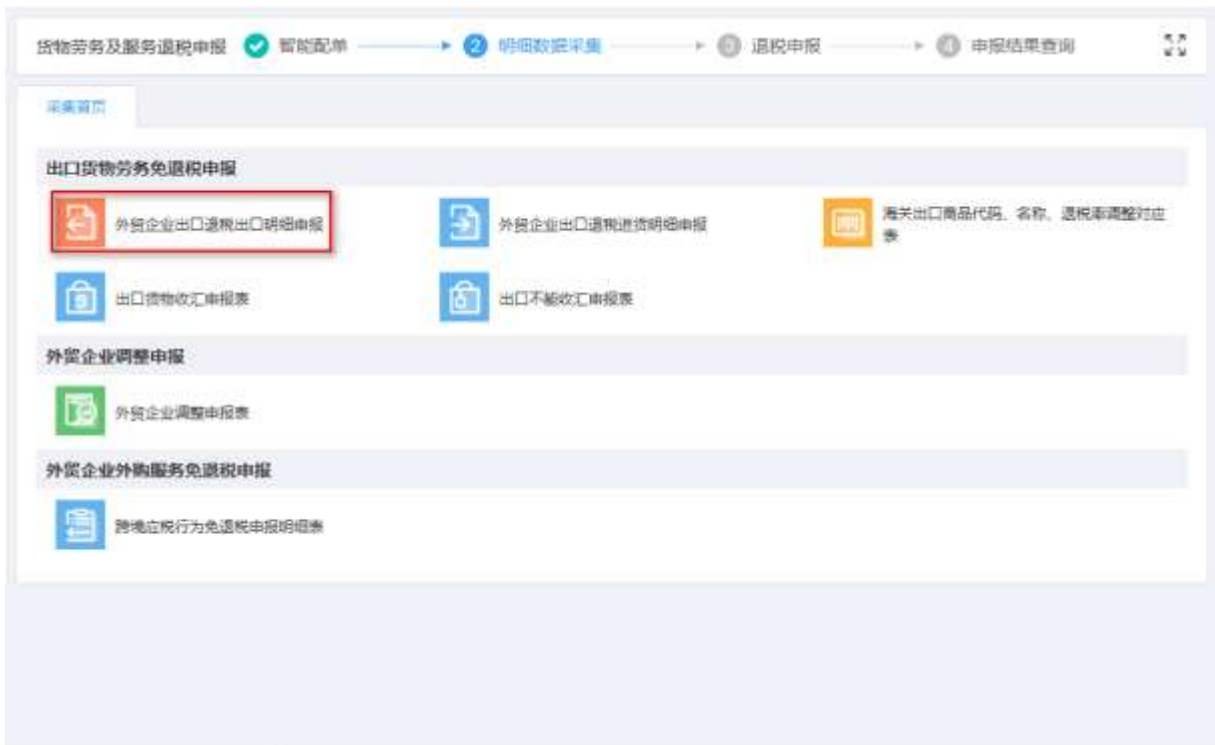 货物劳务及服务退税申报 智能配单 2 明细数据采集 3 退税申报 4 申报结果查询
采集首页
出口货物劳务免退税申报
外贸企业出口退税出口明细申报 外贸企业出口退税进货明细申报 海关出口商品代码、名称、退税率调整对应
表
出口货物收汇申报表 出口不能收汇申报表
外贸企业调整申报
外贸企业调整申报表
外贸企业外购服务免退税申报
跨境应税行为免退税申报明细表